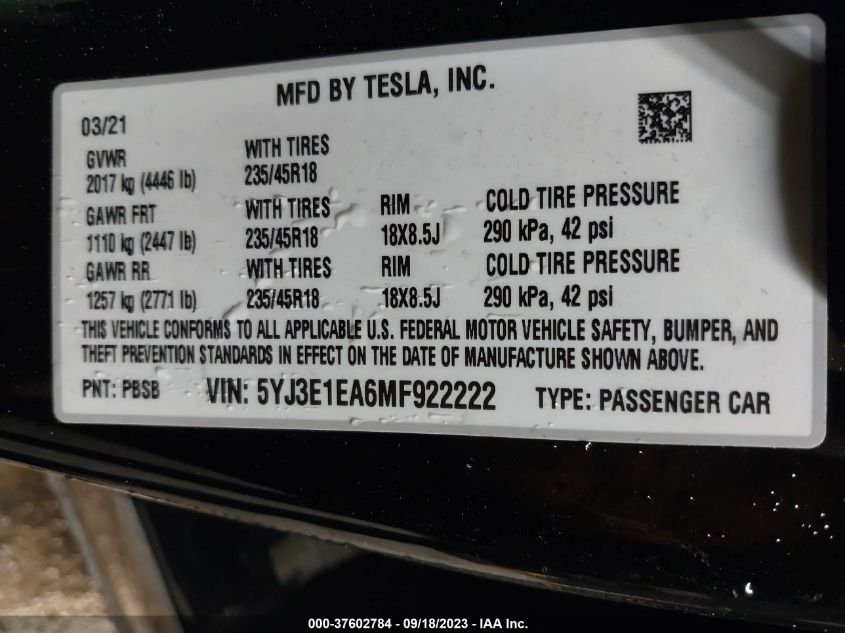 MFD BY TESLA, INC.
03/21
GVWR WITH TIRES
2017 kg (4446 lb) 235/45R18
GAWR FRT WITH TIRES RIM COLD TIRE PRESSURE
1110 kg (2447 lb) 235/45R18 18X8.5J 290 kPa, 42 psi
GAWR RR WITH TIRES RIM COLD TIRE PRESSURE
1257 kg (2771 lb) 235/45R18 18X8.5J 290 kPa, 42 psi
THIS VEHICLE CONFORMS TO ALL APPLICABLE U.S. FEDERAL MOTOR VEHICLE SAFETY, BUMPER, AND
THEFT PREVENTION STANDARDS IN EFFECT ON THE DATE OF MANUFACTURE SHOWN ABOVE.
PNT: PBSB VIN: 5YJ3E1EA6MF922222 TYPE: PASSENGER CAR
000-37602784 - 09/18/2023 - IAA Inc.